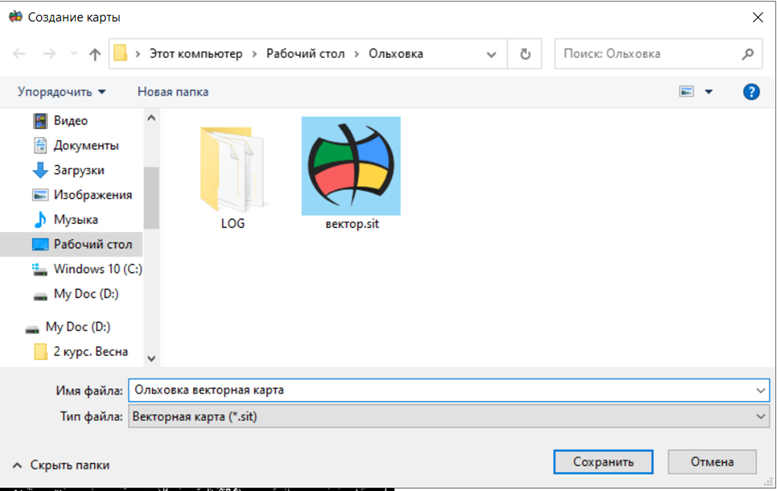 Создание карты
Этот компьютер > Рабочий стол > Ольховка
Поиск: Ольховка
Упорядочить
Новая папка
Видео
Документы
Загрузки
Изображения
Музыка
Рабочий стол
Windows 10 (C:)
My Doc (D:)
My Doc (D:)
2 курс. Весна
LOG
вектор.sit
Имя файла: Ольховка векторная карта
Тип файла: Векторная карта (*.sit)
Скрыть папки
Сохранить
Отмена